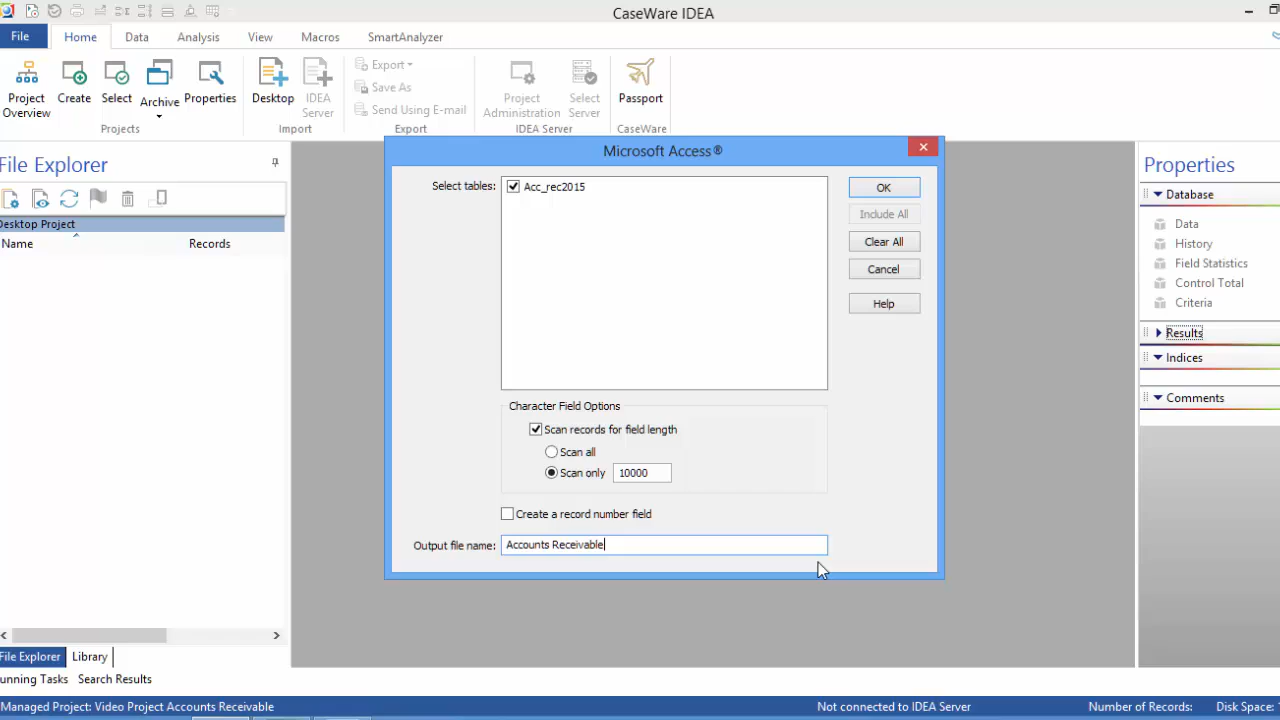 CaseWare IDEA
File Home Data Analysis View Macros SmartAnalyzer
Project Overview
Create
Select
Archive
Properties
Projects
Desktop
IDEA Server
Import
Export
Save As
Send Using E-mail
Export
Project Administration
Select Server
IDEA Server
Passport
CaseWare
File Explorer
Desktop Project
Name Records
File Explorer Library
unning Tasks Search Results
Microsoft Access®
Select tables: Acc_rec2015
OK
Include All
Clear All
Cancel
Help
Character Field Options
Scan records for field length
Scan all
Scan only 10000
Create a record number field
Output file name: Accounts Receivable
Properties
Database
Data
History
Field Statistics
Control Total
Criteria
Results
Indices
Comments
Managed Project: Video Project Accounts Receivable Not connected to IDEA Server Number of Records: Disk Space: